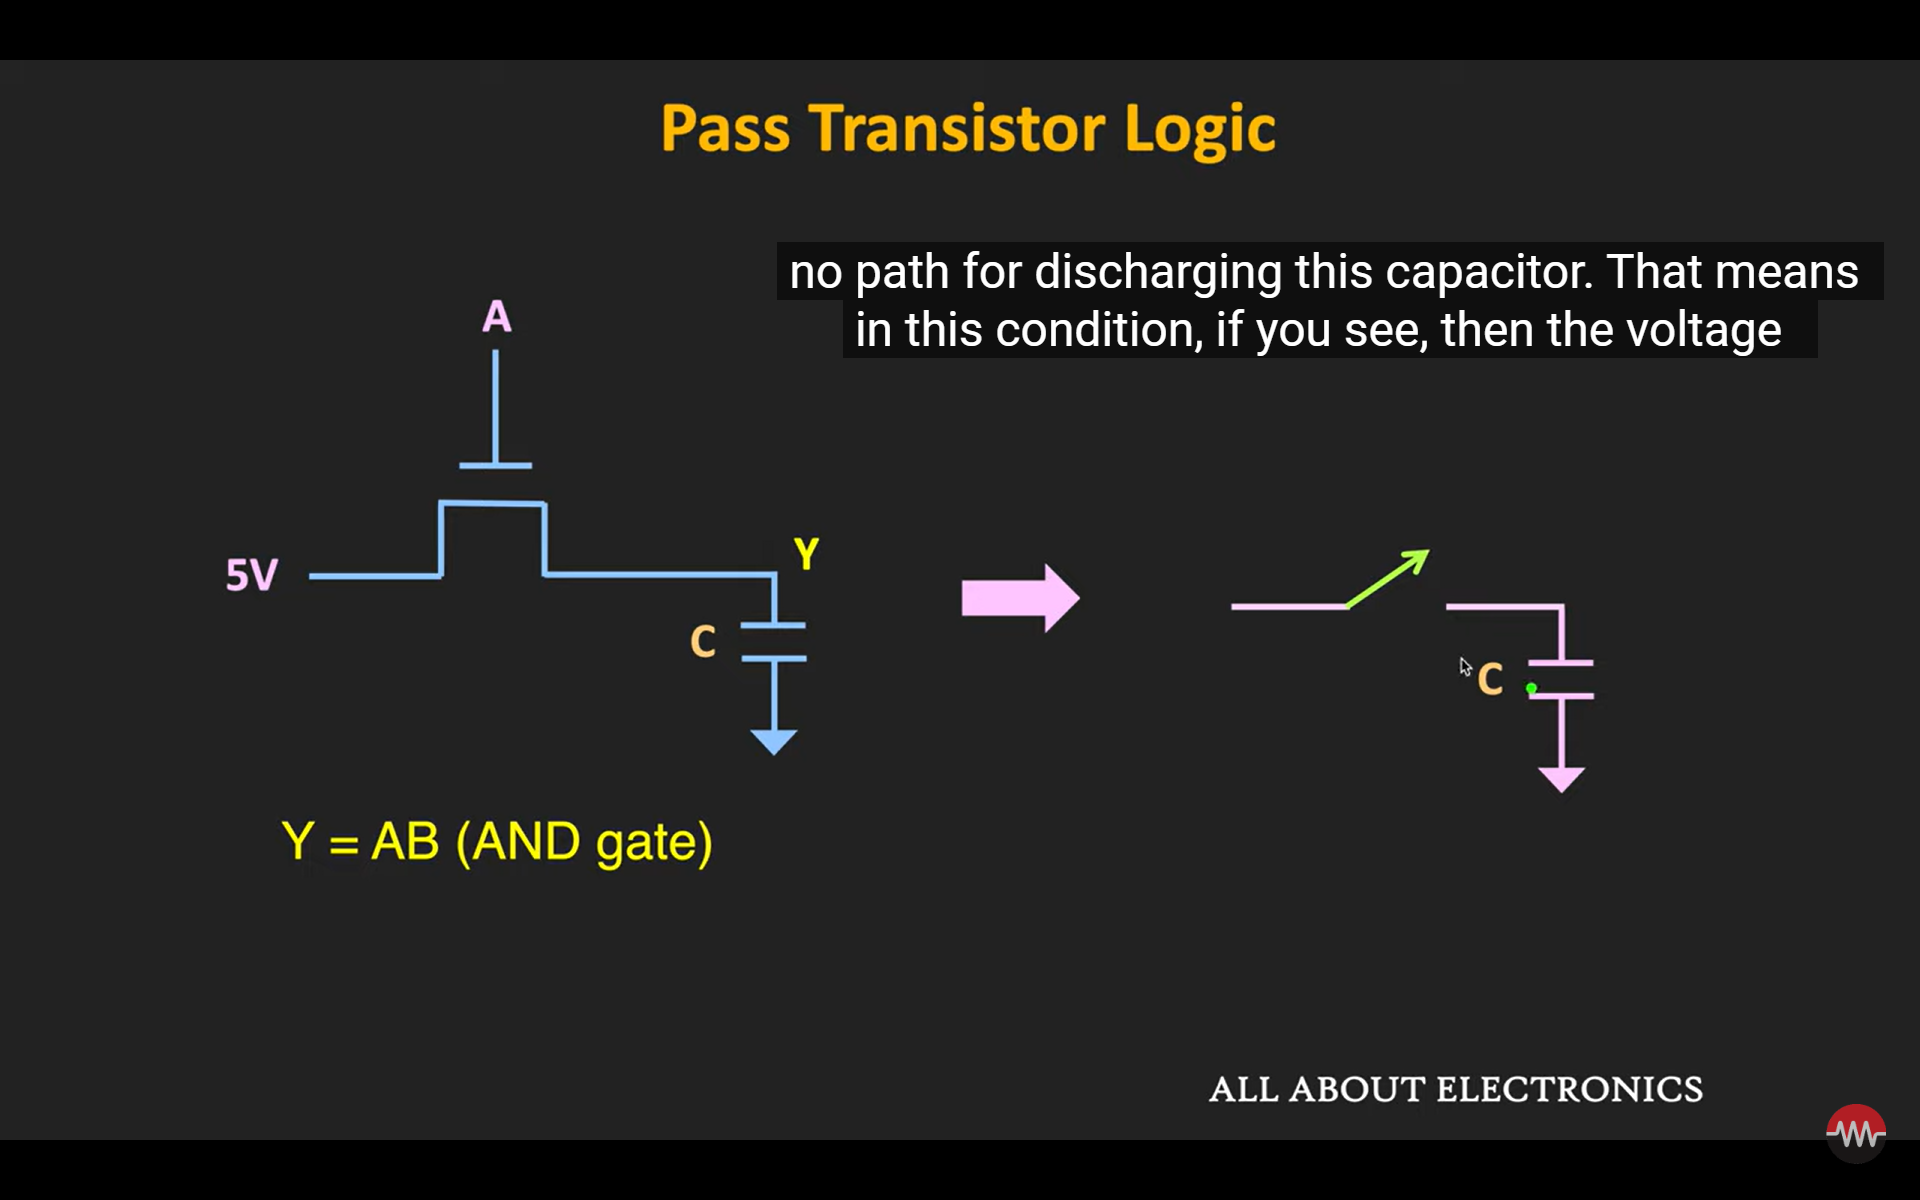 Pass Transistor Logic
no path for discharging this capacitor. That means
in this condition, if you see, then the voltage
A
5V
Y
C
C
Y = AB (AND gate)
ALL ABOUT ELECTRONICS